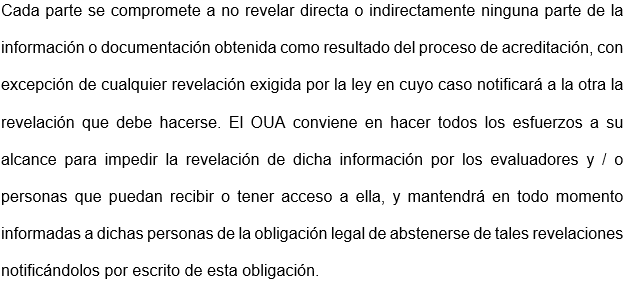 Cada parte se compromete a no revelar directa o indirectamente ninguna parte de la
información o documentación obtenida como resultado del proceso de acreditación, con
excepción de cualquier revelación exigida por la ley en cuyo caso notificará a la otra la
revelación que debe hacerse. El OUA conviene en hacer todos los esfuerzos a su
alcance para impedir la revelación de dicha información por los evaluadores y / o
personas que puedan recibir o tener acceso a ella, y mantendrá en todo momento
informadas a dichas personas de la obligación legal de abstenerse de tales revelaciones
notificándolos por escrito de esta obligación.